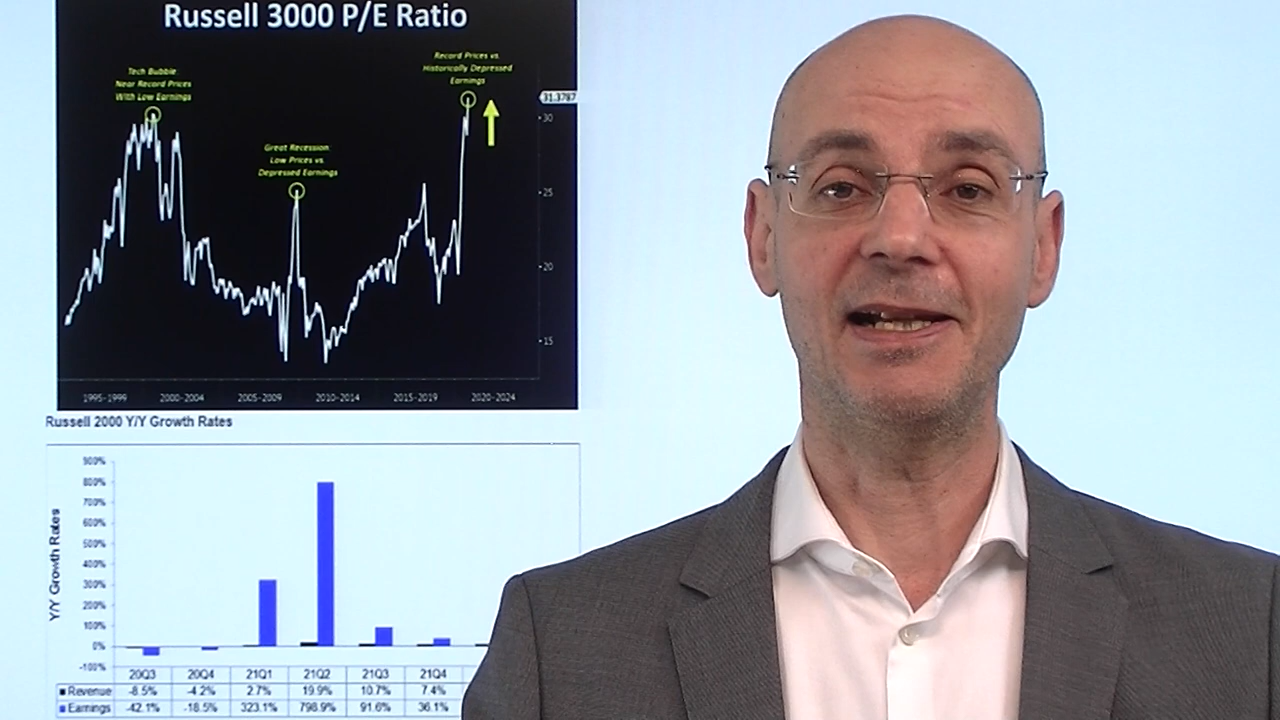 Russell 3000 P/E Ratio
Tech Bubble:
Near Record Prices
With Low Earnings
Great Recession:
Low Prices vs.
Depressed Earnings
Record Prices vs.
Historically Depressed
Earnings
31.3787
30
25
20
15
1995-1999 2000-2004 2005-2009 2010-2014 2015-2019 2020-2024
Russell 2000 Y/Y Growth Rates
Y/Y Growth Rates
900%
800%
700%
600%
500%
400%
300%
200%
100%
0%
-100%
20Q3 20Q4 21Q1 21Q2 21Q3 21Q4
Revenue -8.5% -4.2% 2.7% 19.9% 10.7% 7.4%
Earnings -42.1% -18.5% 323.1% 798.9% 91.6% 36.1%